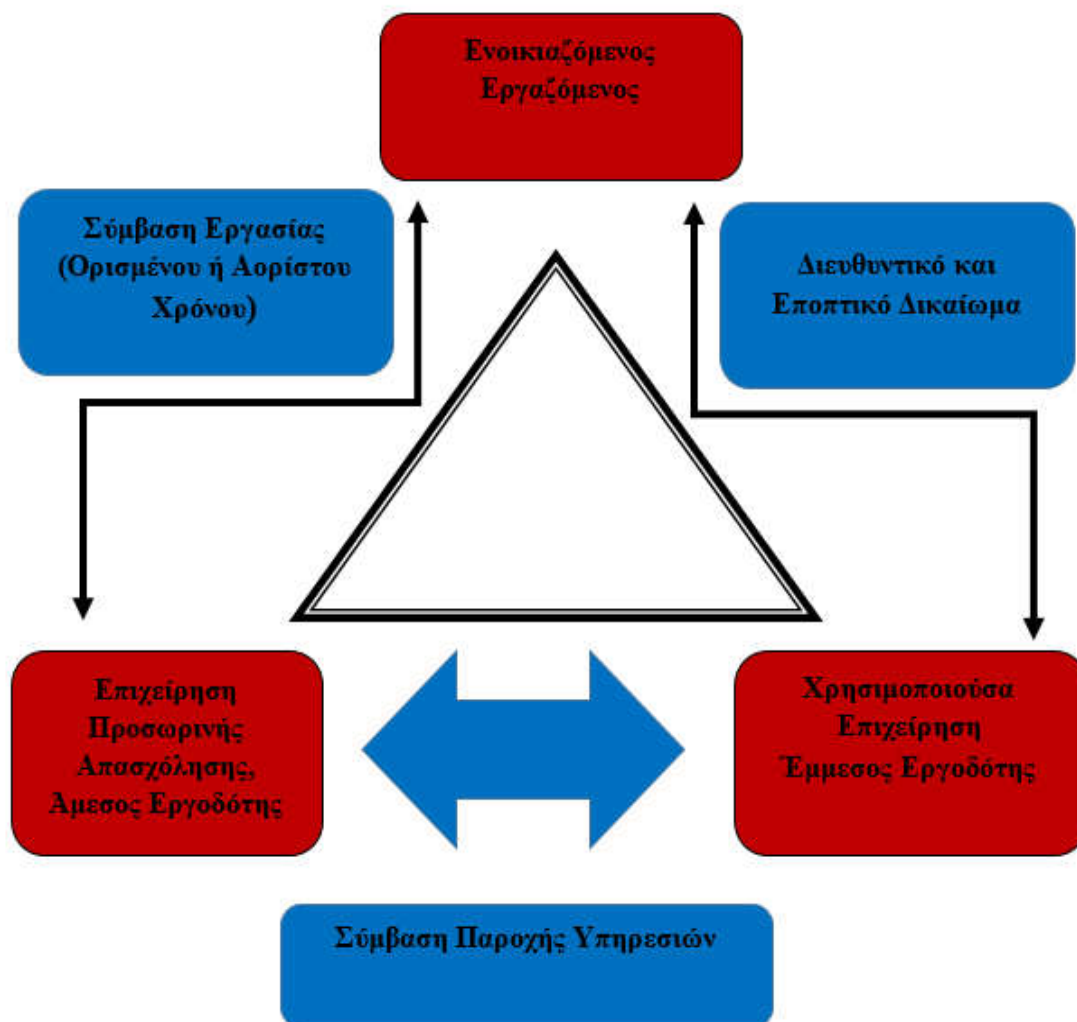 Ενοικιαζόμενος
Εργαζόμενος
Σύμβαση Εργασίας
(Ορισμένου ή Αορίστου
Χρόνου)
Διευθυντικό και
Εποπτικό Δικαίωμα
Επιχείρηση
Προσωρινής
Απασχόλησης,
Άμεσος Εργοδότης
Χρησιμοποιούσα
Επιχείρηση
Έμμεσος Εργοδότης
Σύμβαση Παροχής Υπηρεσιών